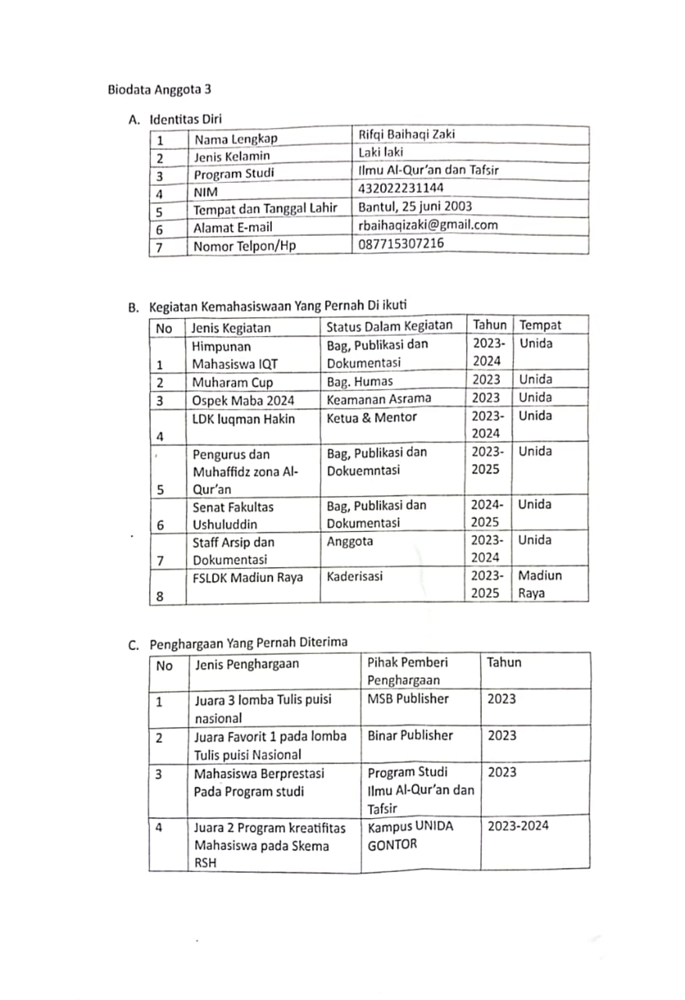 Biodata Anggota 3
A. Identitas Diri
1 Nama Lengkap Rifqi Baihaqi Zaki
2 Jenis Kelamin Laki laki
3 Program Studi Ilmu Al-Qur'an dan Tafsir
4 NIM 432022231144
5 Tempat dan Tanggal Lahir Bantul, 25 juni 2003
6 Alamat E-mail rbaihaqizaki@gmail.com
7 Nomor Telpon/Hp 087715307216
B. Kegiatan Kemahasiswaan Yang Pernah Di ikuti
No Jenis Kegiatan Status Dalam Kegiatan Tahun Tempat
Himpunan Bag, Publikasi dan 2023- Unida
1 Mahasiswa IQT Dokumentasi 2024
2 Muharam Cup Bag. Humas 2023 Unida
3 Ospek Maba 2024 Keamanan Asrama 2023 Unida
LDK luqman Hakin Ketua & Mentor 2023- Unida
4 2024
Pengurus dan Bag, Publikasi dan 2023- Unida
Muhaffidz zona Al- Dokuemntasi 2025
5 Qur'an
Senat Fakultas Bag, Publikasi dan 2024- Unida
6 Ushuluddin Dokumentasi 2025
Staff Arsip dan Anggota 2023- Unida
7 Dokumentasi 2024
FSLDK Madiun Raya Kaderisasi 2023- Madiun
8 2025 Raya
C. Penghargaan Yang Pernah Diterima
No Jenis Penghargaan Pihak Pemberi Tahun
Penghargaan
1 Juara 3 lomba Tulis puisi MSB Publisher 2023
nasional
2 Juara Favorit 1 pada lomba Binar Publisher 2023
Tulis puisi Nasional
3 Mahasiswa Berprestasi Program Studi 2023
Pada Program studi Ilmu Al-Qur'an dan
Tafsir
4 Juara 2 Program kreatifitas Kampus UNIDA 2023-2024
Mahasiswa pada Skema GONTOR
RSH